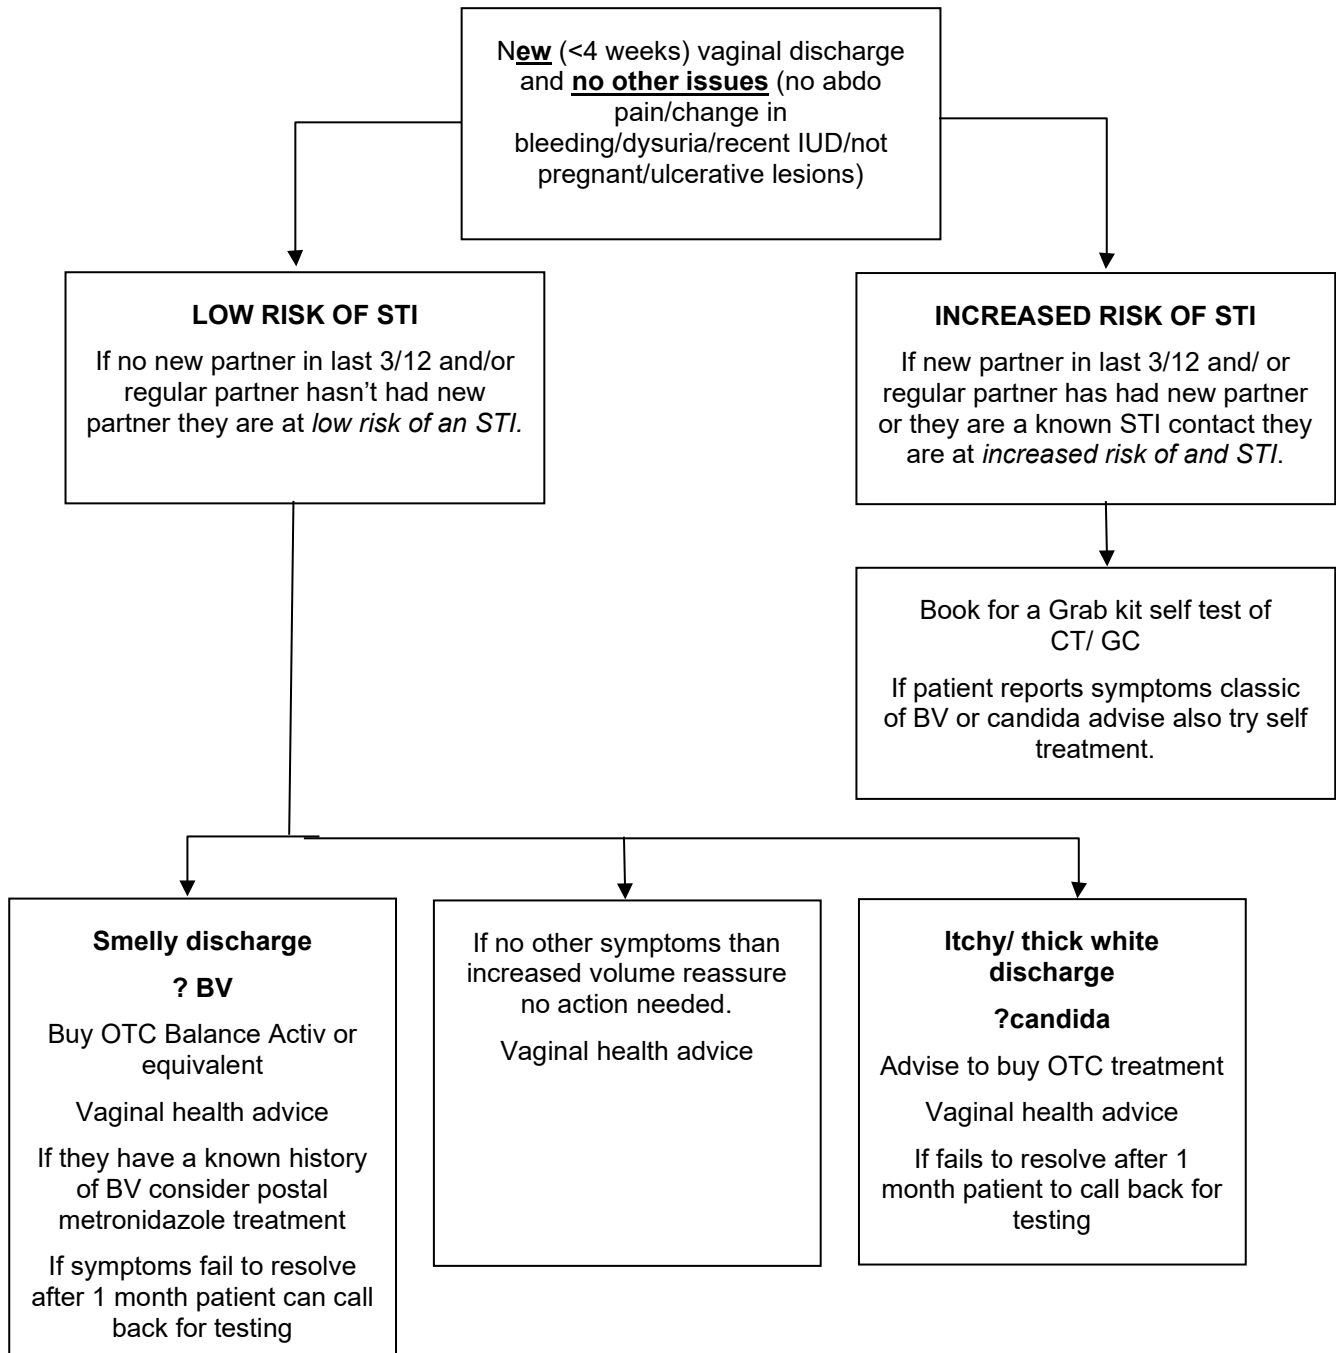 New (<4 weeks) vaginal discharge
and no other issues (no abdo
pain/change in
bleeding/dysuria/recent IUD/not
pregnant/ulcerative lesions)
LOW RISK OF STI
If no new partner in last 3/12 and/or
regular partner hasn’t had new
partner they are at low risk of an STI.
INCREASED RISK OF STI
If new partner in last 3/12 and/ or
regular partner has had new partner
or they are a known STI contact they
are at increased risk of and STI.
Book for a Grab kit self test of
CT/ GC
If patient reports symptoms classic
of BV or candida advise also try self
treatment.
Smelly discharge
? BV
Buy OTC Balance Activ or
equivalent
Vaginal health advice
If they have a known history
of BV consider postal
metronidazole treatment
If symptoms fail to resolve
after 1 month patient can call
back for testing
If no other symptoms than
increased volume reassure
no action needed.
Vaginal health advice
Itchy/ thick white
discharge
?candida
Advise to buy OTC treatment
Vaginal health advice
If fails to resolve after 1
month patient to call back for
testing